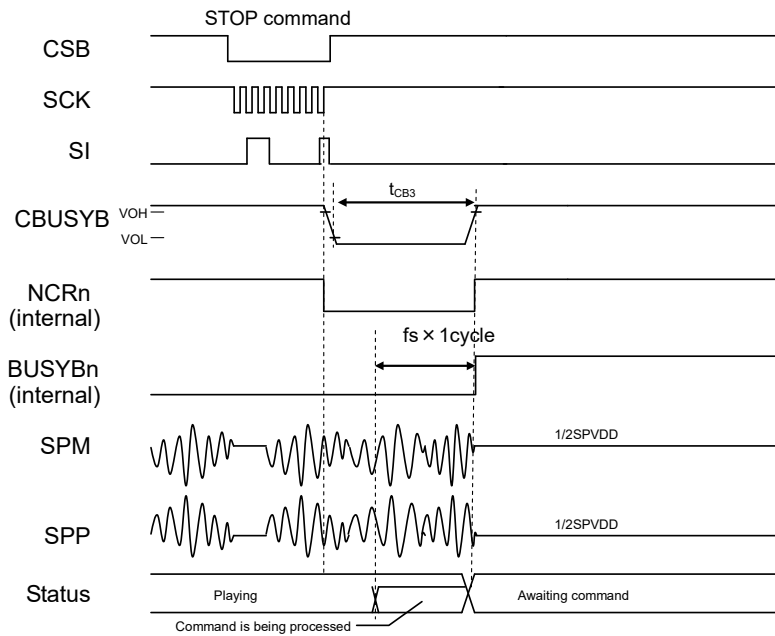 STOP command
CSB
SCK
SI
tCB3
CBUSYB
VOH
VOL
NCRn
(internal)
fs × 1cycle
BUSYBn
(internal)
SPM
1/2SPVDD
SPP
1/2SPVDD
Status
Playing
Awaiting command
Command is being processed